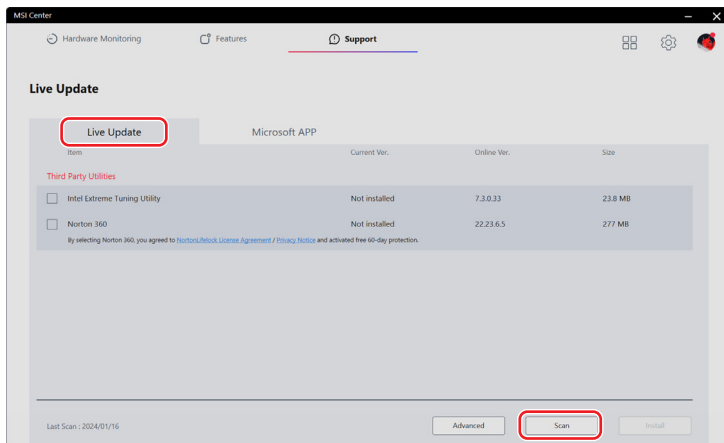 MSI Center
Hardware Monitoring Features Support
Live Update
Live Update Microsoft APP
Item Current Ver. Online Ver. Size
Third Party Utilities
Intel Extreme Tuning Utility Not installed 7.3.0.33 23.8 MB
Norton 360 Not installed 22.23.6.5 277 MB
By selecting Norton 360, you agreed to NortonLifelock License Agreement / Privacy Notice and activated free 60-day protection.
Last Scan : 2024/01/16 Advanced Scan Install